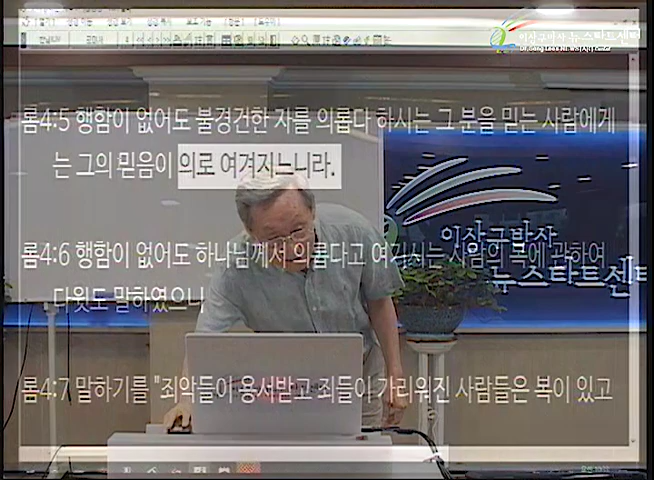 이상구박사 뉴스타트센터
롬4:5 행함이 없어도 불경건한 자를 의롭다 하시는 그 분을 믿는 사람에게
는 그의 믿음이 의로 여겨지느니라.
이상구박사
뉴스타트센터
롬4:6 행함이 없어도 하나님께서 의롭다고 여기시는 사람의 복에 관하여
다윗도 말하였으니
롬4:7 말하기를 "죄악들이 용서받고 죄들이 가리워진 사람들은 복이 있고